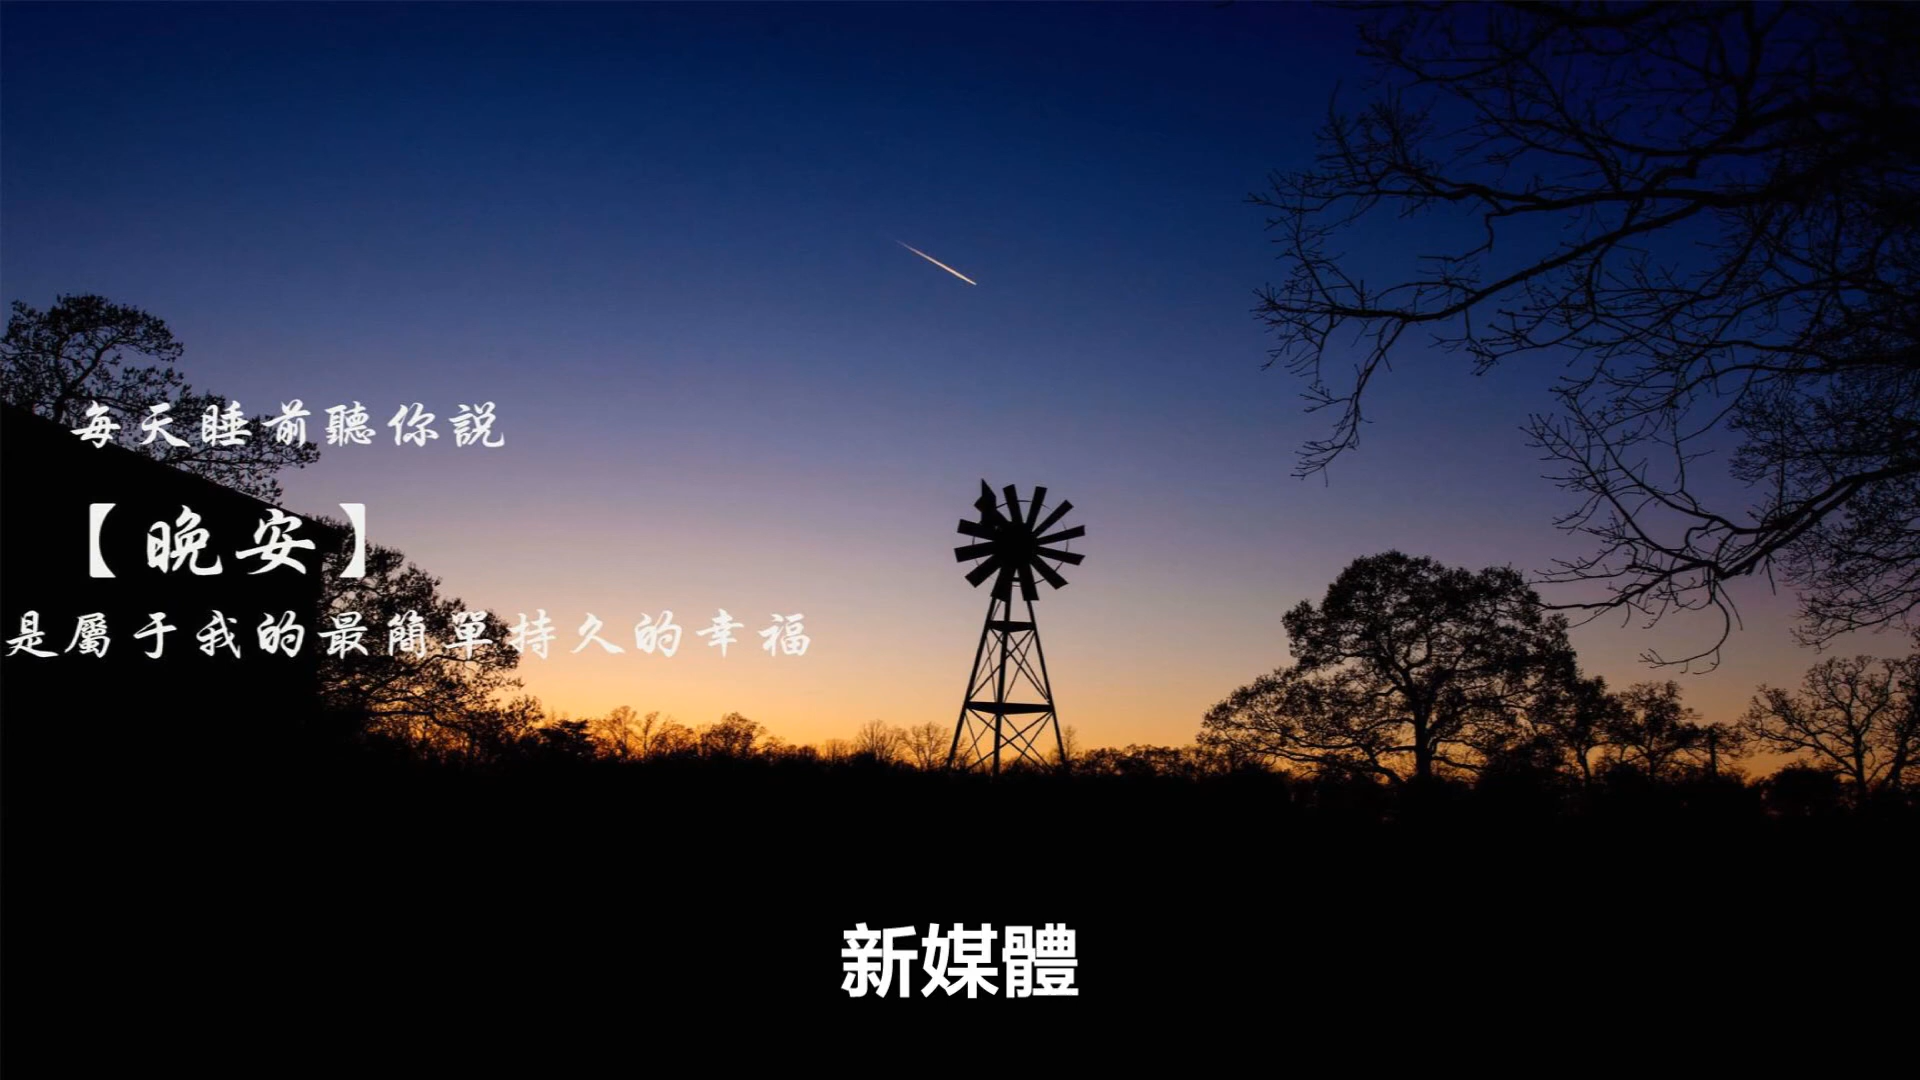 每天睡前聽你説
【晚安】
是屬于我的最簡單持久的幸福
新媒體